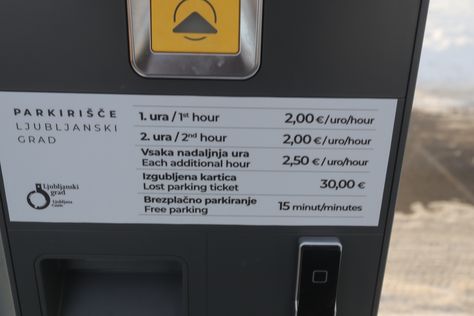 PARKIRIŠČE
LJUBLJANSKI
GRAD
Ljubljanski
grad
Ljubljana
Castle
1. ura / 1st hour 2,00 € / uro/hour
2. ura / 2nd hour 2,00 € / uro/hour
Vsaka nadaljnja ura
Each additional hour 2,50 € / uro/hour
Izgubljena kartica
Lost parking ticket 30,00 €
Brezplačno parkiranje
Free parking 15 minut/minutes